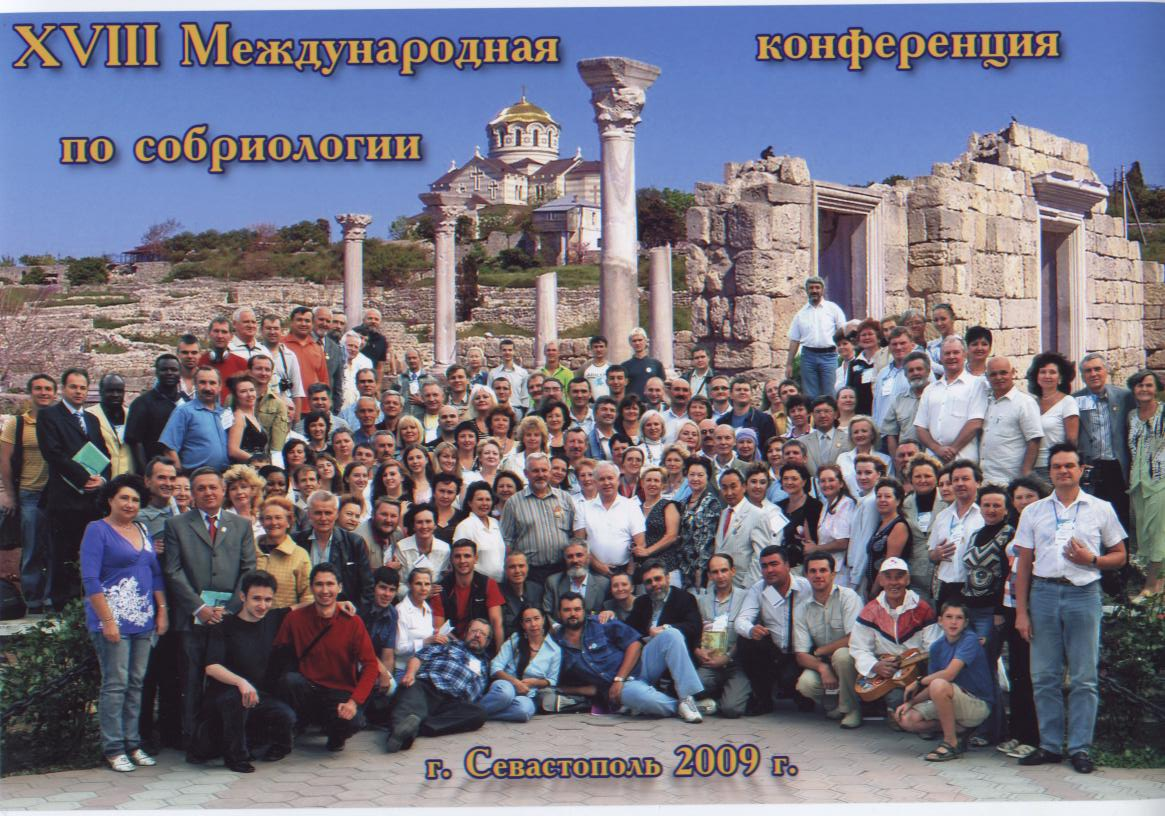 XVIII Международная конференция
по собриологии
г. Севастополь 2009 г.